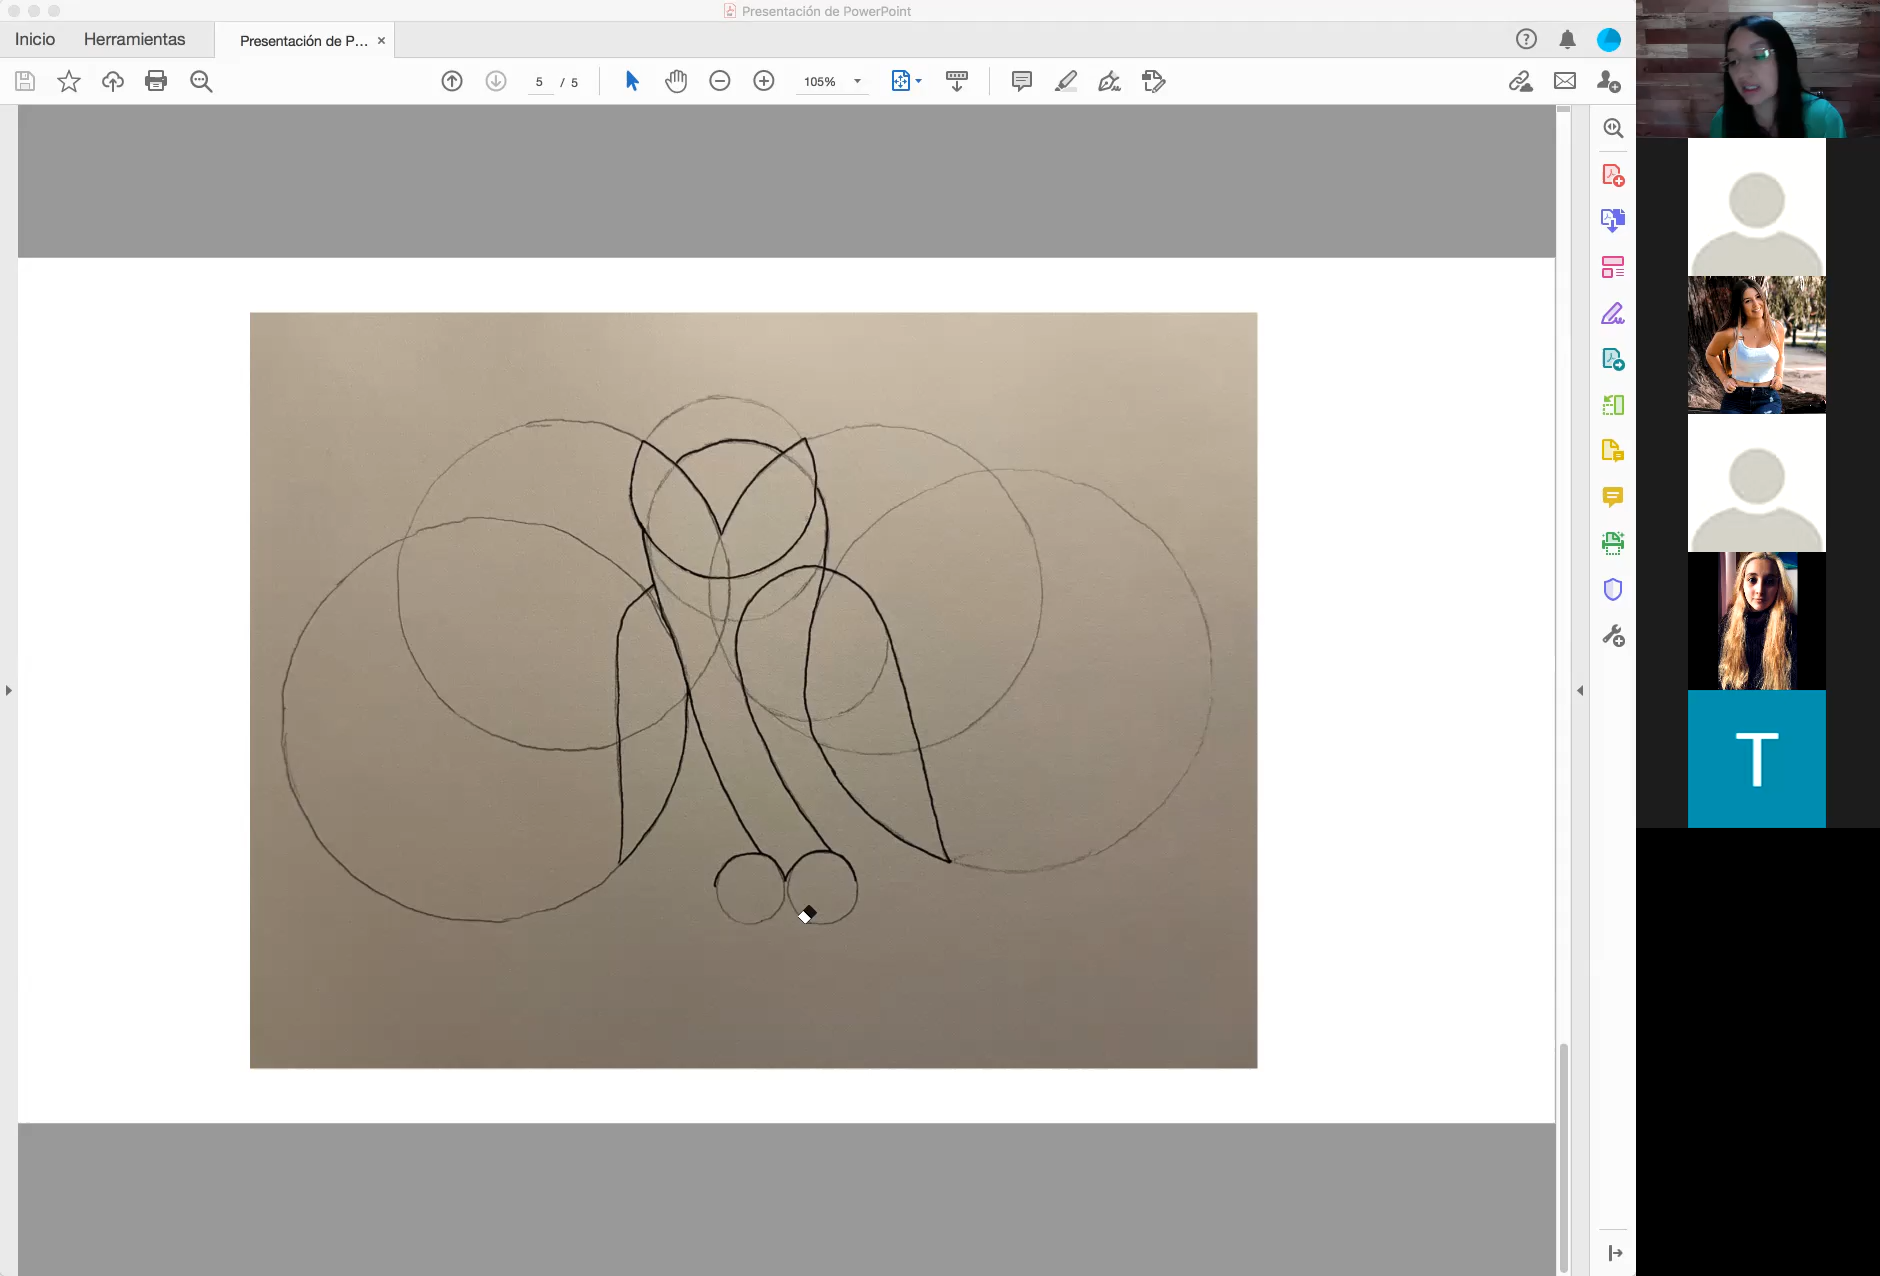 Presentación de PowerPoint
Inicio Herramientas Presentación de P... ×
5 / 5 105%
T